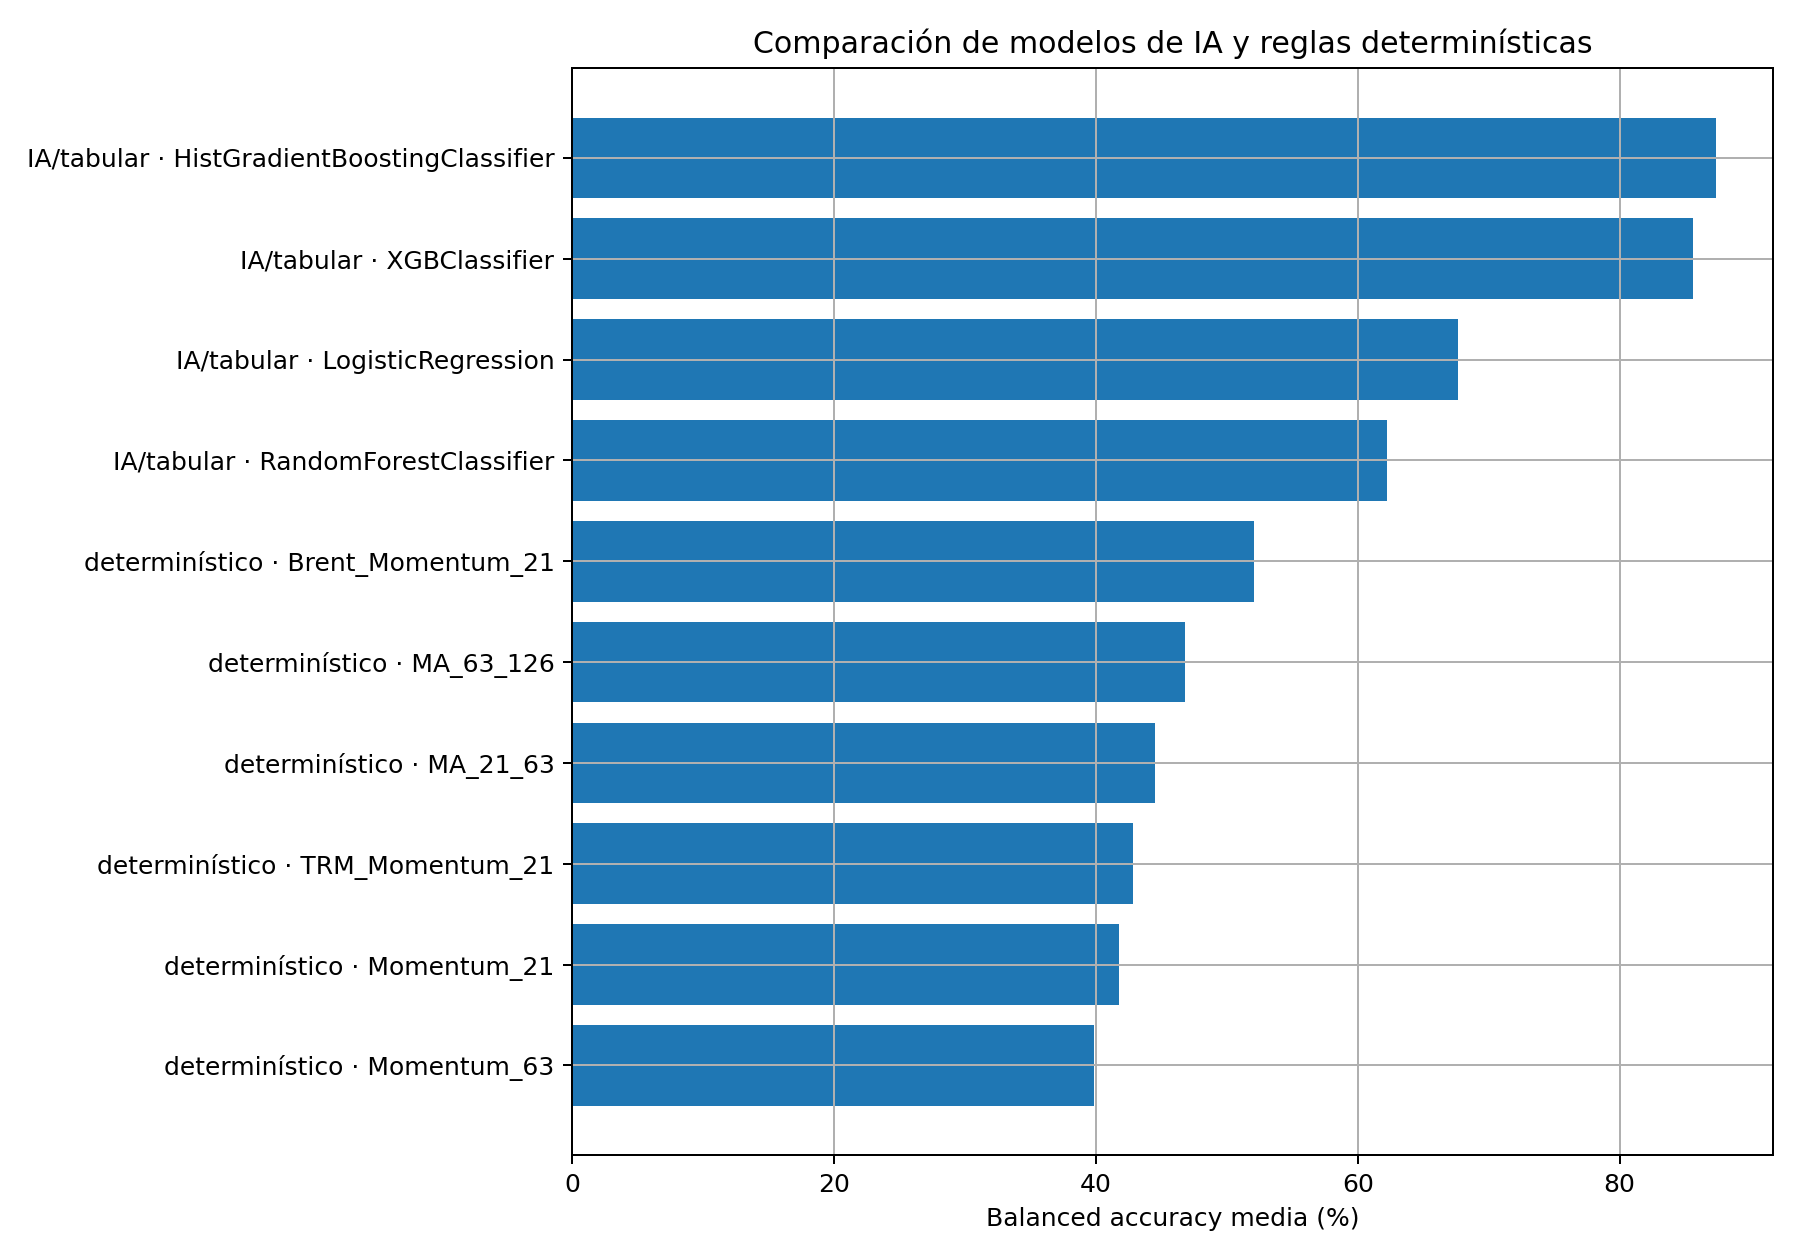 Comparación de modelos de IA y reglas determinísticas
IA/tabular · HistGradientBoostingClassifier
IA/tabular · XGBClassifier
IA/tabular · LogisticRegression
IA/tabular · RandomForestClassifier
determinístico · Brent_Momentum_21
determinístico · MA_63_126
determinístico · MA_21_63
determinístico · TRM_Momentum_21
determinístico · Momentum_21
determinístico · Momentum_63
0 20 40 60 80
Balanced accuracy media (%)